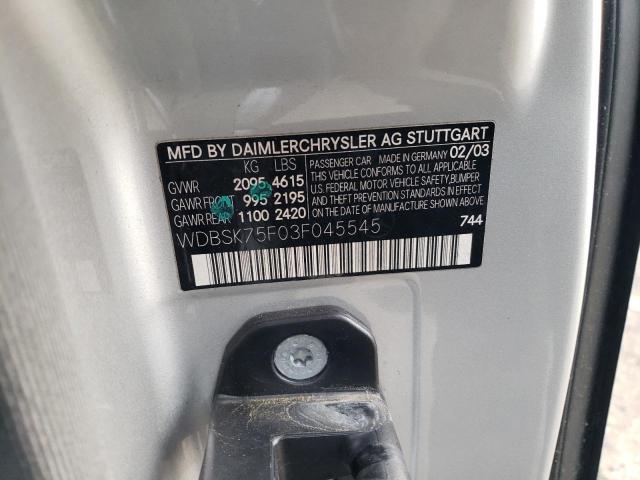 MFD BY DAIMLERCHRYSLER AG STUTTGART
KG LBS
GVWR 2095 4615
GAWR FRONT 995 2195
GAWR REAR 1100 2420
PASSENGER CAR MADE IN GERMANY 02/03
THIS VEHICLE CONFORMS TO ALL APPLICABLE
U.S. FEDERAL MOTOR VEHICLE SAFETY, BUMPER
AND THEFT PREVENTION STANDARDS IN EFFECT
ON THE DATE OF MANUFACTURE SHOWN ABOVE.
WDBSK75F03F045545
744